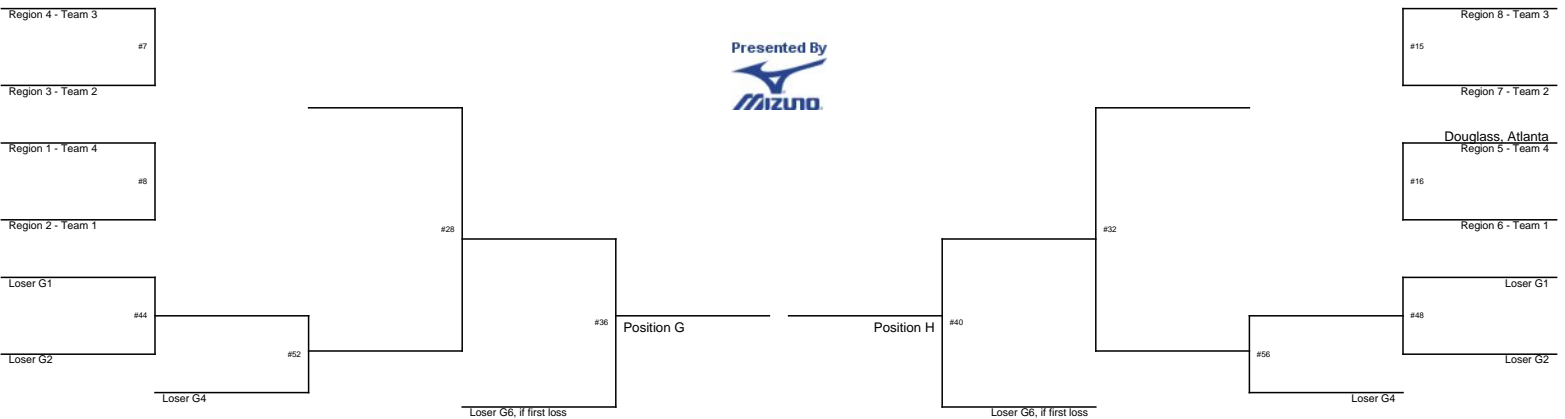 Region 4 - Team 3
#7
Region 3 - Team 2
Region 1 - Team 4
#8
Region 2 - Team 1
Loser G1
#44
Loser G2
#52
Loser G4
#28
#36
Position G
Loser G6, if first loss
Presented By
MIZUNO
Region 8 - Team 3
#15
Region 7 - Team 2
Douglass, Atlanta
Region 5 - Team 4
#16
Region 6 - Team 1
#32
Position H
#40
Loser G1
#48
Loser G2
#56
Loser G4
Loser G6, if first loss